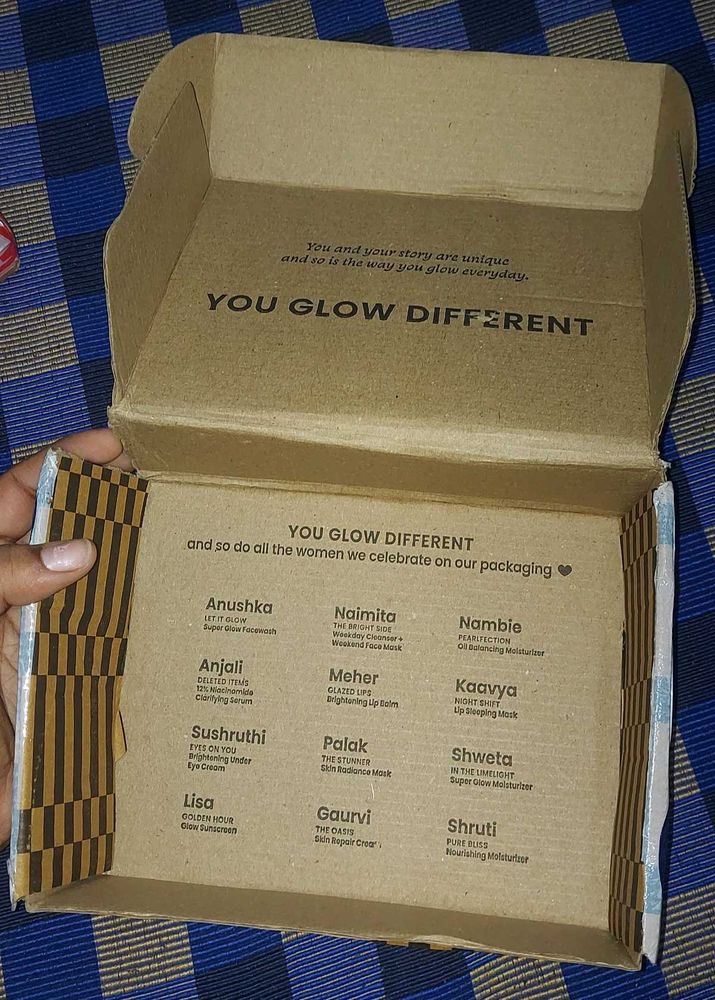 You and your story are unique
and so is the way you glow everyday.
YOU GLOW DIFFERENT
YOU GLOW DIFFERENT
and so do all the women we celebrate on our packaging
Anushka
LET IT GLOW
Super Glow Facewash
Naimita
THE BRIGHT SIDE
Weekday Cleanser +
Weekend Face Mask
Nambie
PEARLFECTION
Oil Balancing Moisturizer
Anjali
DELETED ITEMS
12% Niacinamide
Clarifying Serum
Meher
GLAZED LIPS
Brightening Lip Balm
Kaavya
NIGHT SHIFT
Lip Sleeping Mask
Sushruthi
EYES ON YOU
Brightening Under
Eye Cream
Palak
THE STUNNER
Skin Radiance Mask
Shweta
IN THE LIMELIGHT
Super Glow Moisturizer
Lisa
GOLDEN HOUR
Glow Sunscreen
Gaurvi
THE OASIS
Skin Repair Cream
Shruti
PURE BLISS
Nourishing Moisturizer